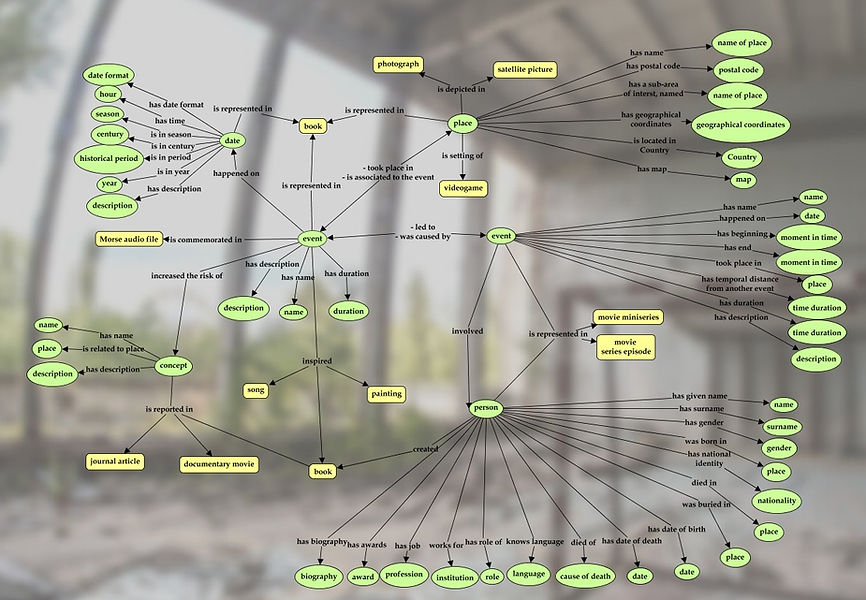 name of place
has name
photograph
has postal code
satellite picture
postal code
date format
is depicted in
hour
has a sub-area
of interst, named
name of place
has date format
is represented in
is represented in
season
has time
book
place
has geographical
coordinates
geographical coordinates
century
is in season
date
is in century
is located in
Country
historical period
is in period
is setting of
Country
is in year
happened on
- took place in
- is associated to the event
has map
map
year
has description
is represented in
videogame
description
name
has name
happened on
date
- led to
- was caused by
Morse audio file
is commemorated in
event
event
has beginning
moment in time
has end
took place in
moment in time
increased the risk of
has description
has name
has duration
has temporal distance
from another event
place
has duration
time duration
description
name
duration
has description
time duration
name
has name
involved
is represented in
movie miniseries
movie
series episode
place
is related to place
description
has description
concept
inspired
description
song
painting
is reported in
person
has given name
name
has surname
surname
has gender
was born in
gender
created
has national
identity
place
journal article
documentary movie
book
died in
nationality
was buried in
place
has date of birth
has biography
has awards
has job
works for
has role of
knows language
died of
has date of death
place
biography
award
profession
institution
role
language
cause of death
date
date